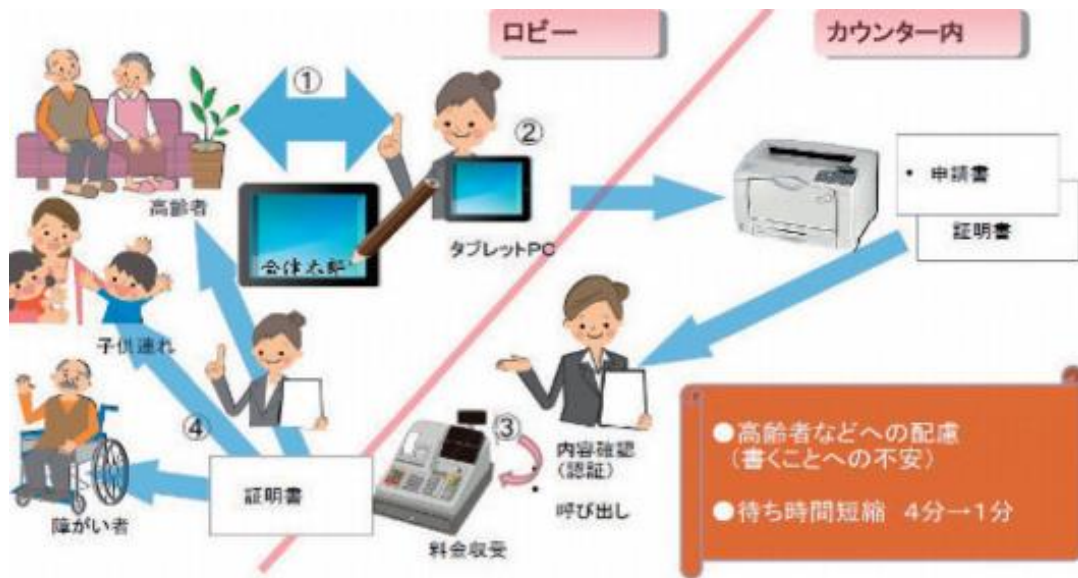 ロビー
カウンター内
①
②
高齢者
会津太郎
タブレットPC
• 申請書
証明書
子供連れ
④
障がい者
証明書
③
料金収受
内容確認
(認証)
•
呼び出し
●高齢者などへの配慮
(書くことへの不安)
●待ち時間短縮 4分→1分